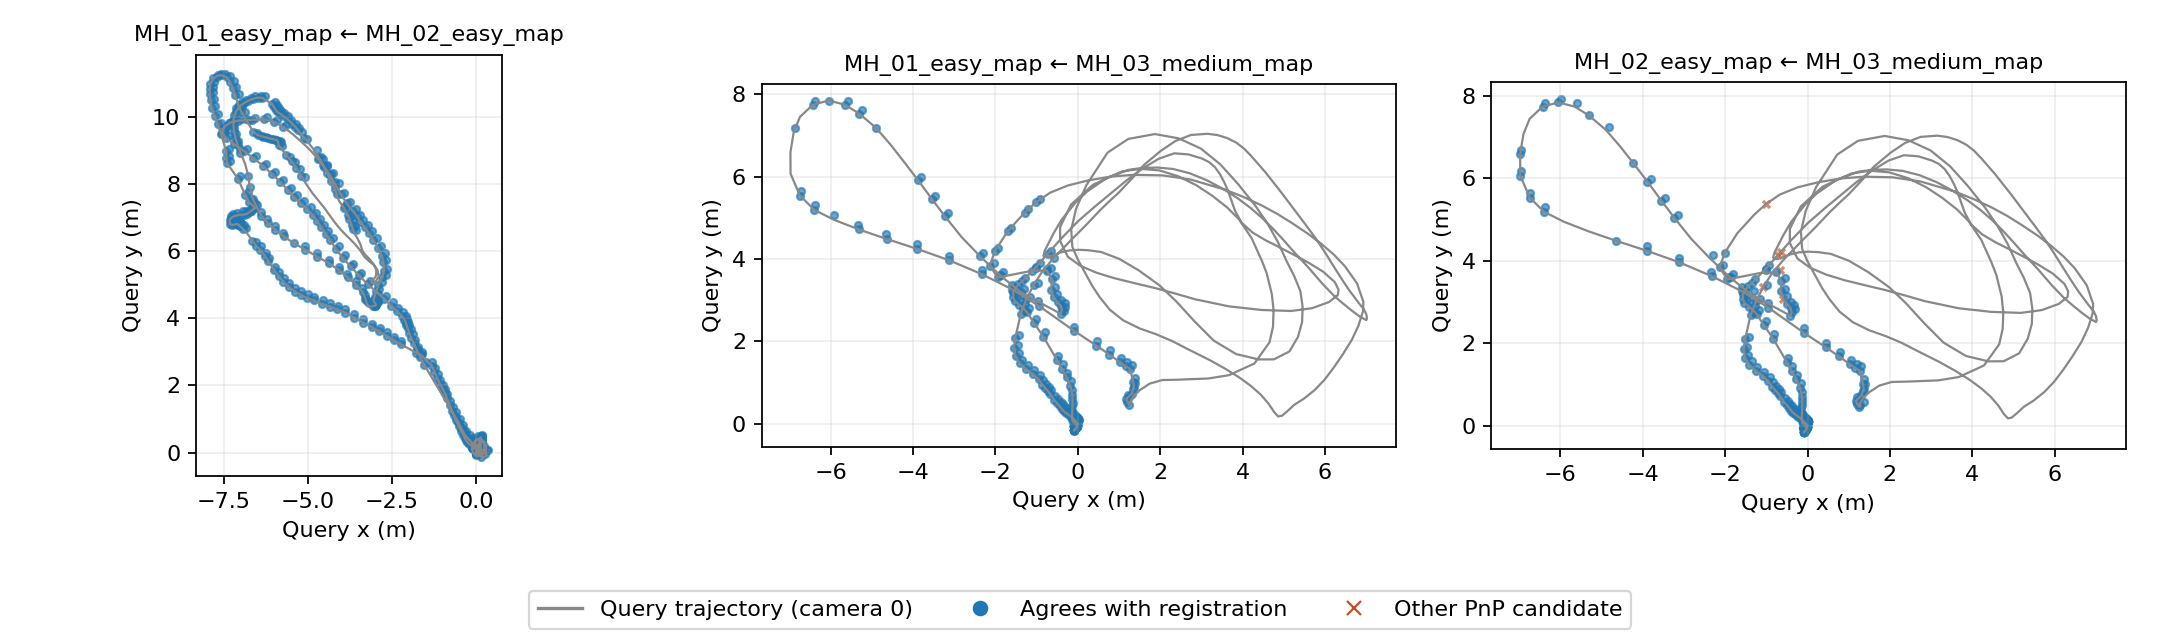 MH_01_easy_map ← MH_02_easy_map
MH_01_easy_map ← MH_03_medium_map
MH_02_easy_map ← MH_03_medium_map
Query y (m)
10
8
6
4
2
0
−7.5 −5.0 −2.5 0.0
Query x (m)
Query y (m)
8
6
4
2
0
−6 −4 −2 0 2 4 6
Query x (m)
Query y (m)
8
6
4
2
0
−6 −4 −2 0 2 4 6
Query x (m)
Query trajectory (camera 0) Agrees with registration Other PnP candidate